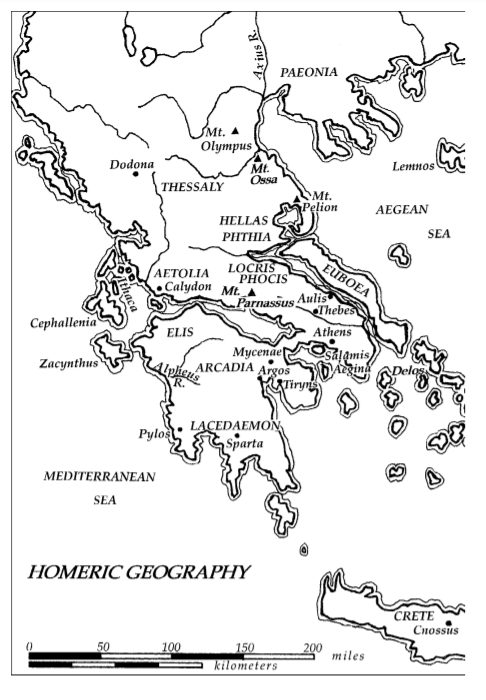 Axius R.
PAEONIA
Mt.
Olympus
Lemnos
Dodona
Mt.
Ossa
THESSALY
Mt.
Pelion
AEGEAN
SEA
HELLAS
PHTHIA
EUBOEA
LOCRIS
PHOCIS
AETOLIA
Calydon
Mt.
Parnassus
Aulis
Thebes
Ithaca
Cephallenia
ELIS
Athens
Zacynthus
Mycenae
Salamis
Alpheus
R.
ARCADIA
Argos
Aegina
Delos
Tiryns
Pylos
LACEDAEMON
Sparta
MEDITERRANEAN
SEA
HOMERIC GEOGRAPHY
CRETE
Cnossus
0 50 100 150 200 miles
kilometers